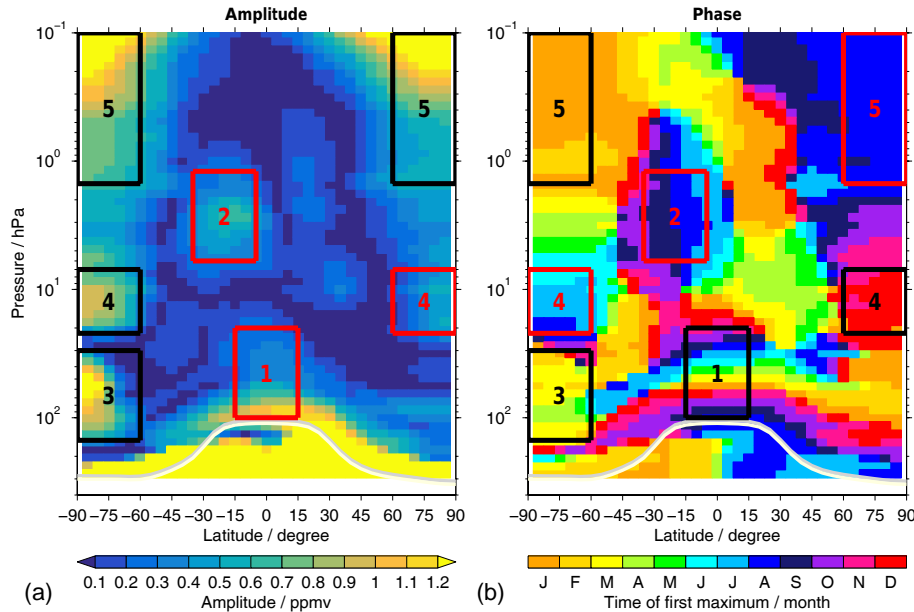 Amplitude
Phase
Pressure / hPa
10⁻¹
10⁰
10¹
10²
5
5
2
4
4
1
3
10⁻¹
10⁰
10¹
10²
5
5
2
4
4
1
3
−90 −75 −60 −45 −30 −15 0 15 30 45 60 75 90
Latitude / degree
−90 −75 −60 −45 −30 −15 0 15 30 45 60 75 90
Latitude / degree
0.1 0.2 0.3 0.4 0.5 0.6 0.7 0.8 0.9 1 1.1 1.2
Amplitude / ppmv
(a)
J F M A M J J A S O N D
Time of first maximum / month
(b)